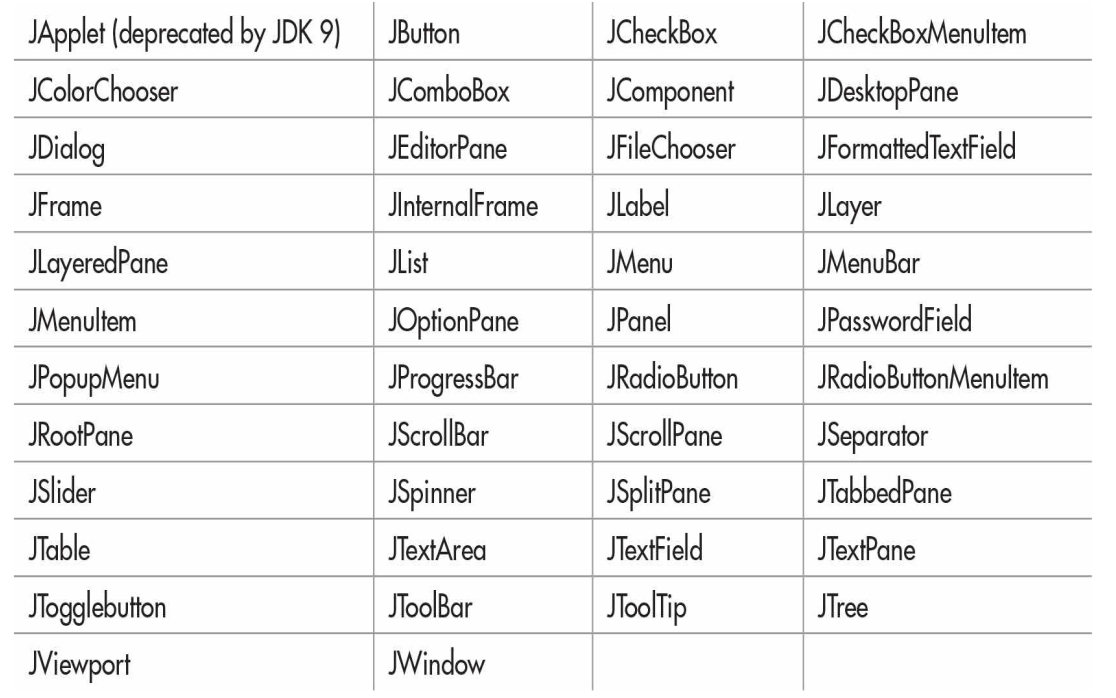 JApplet (deprecated by JDK 9) JButton JCheckBox JCheckBoxMenuItem
JColorChooser JComboBox JComponent JDesktopPane
JDialog JEditorPane JFileChooser JFormattedTextField
JFrame JInternalFrame JLabel JLayer
JLayeredPane JList JMenu JMenuBar
JMenuItem JOptionPane JPanel JPasswordField
JPopupMenu JProgressBar JRadioButton JRadioButtonMenuItem
JRootPane JScrollBar JScrollPane JSeparator
JSlider JSpinner JSplitPane JTabbedPane
JTable JTextArea JTextField JTextPane
JTogglebutton JToolBar JToolTip JTree
JViewport JWindow